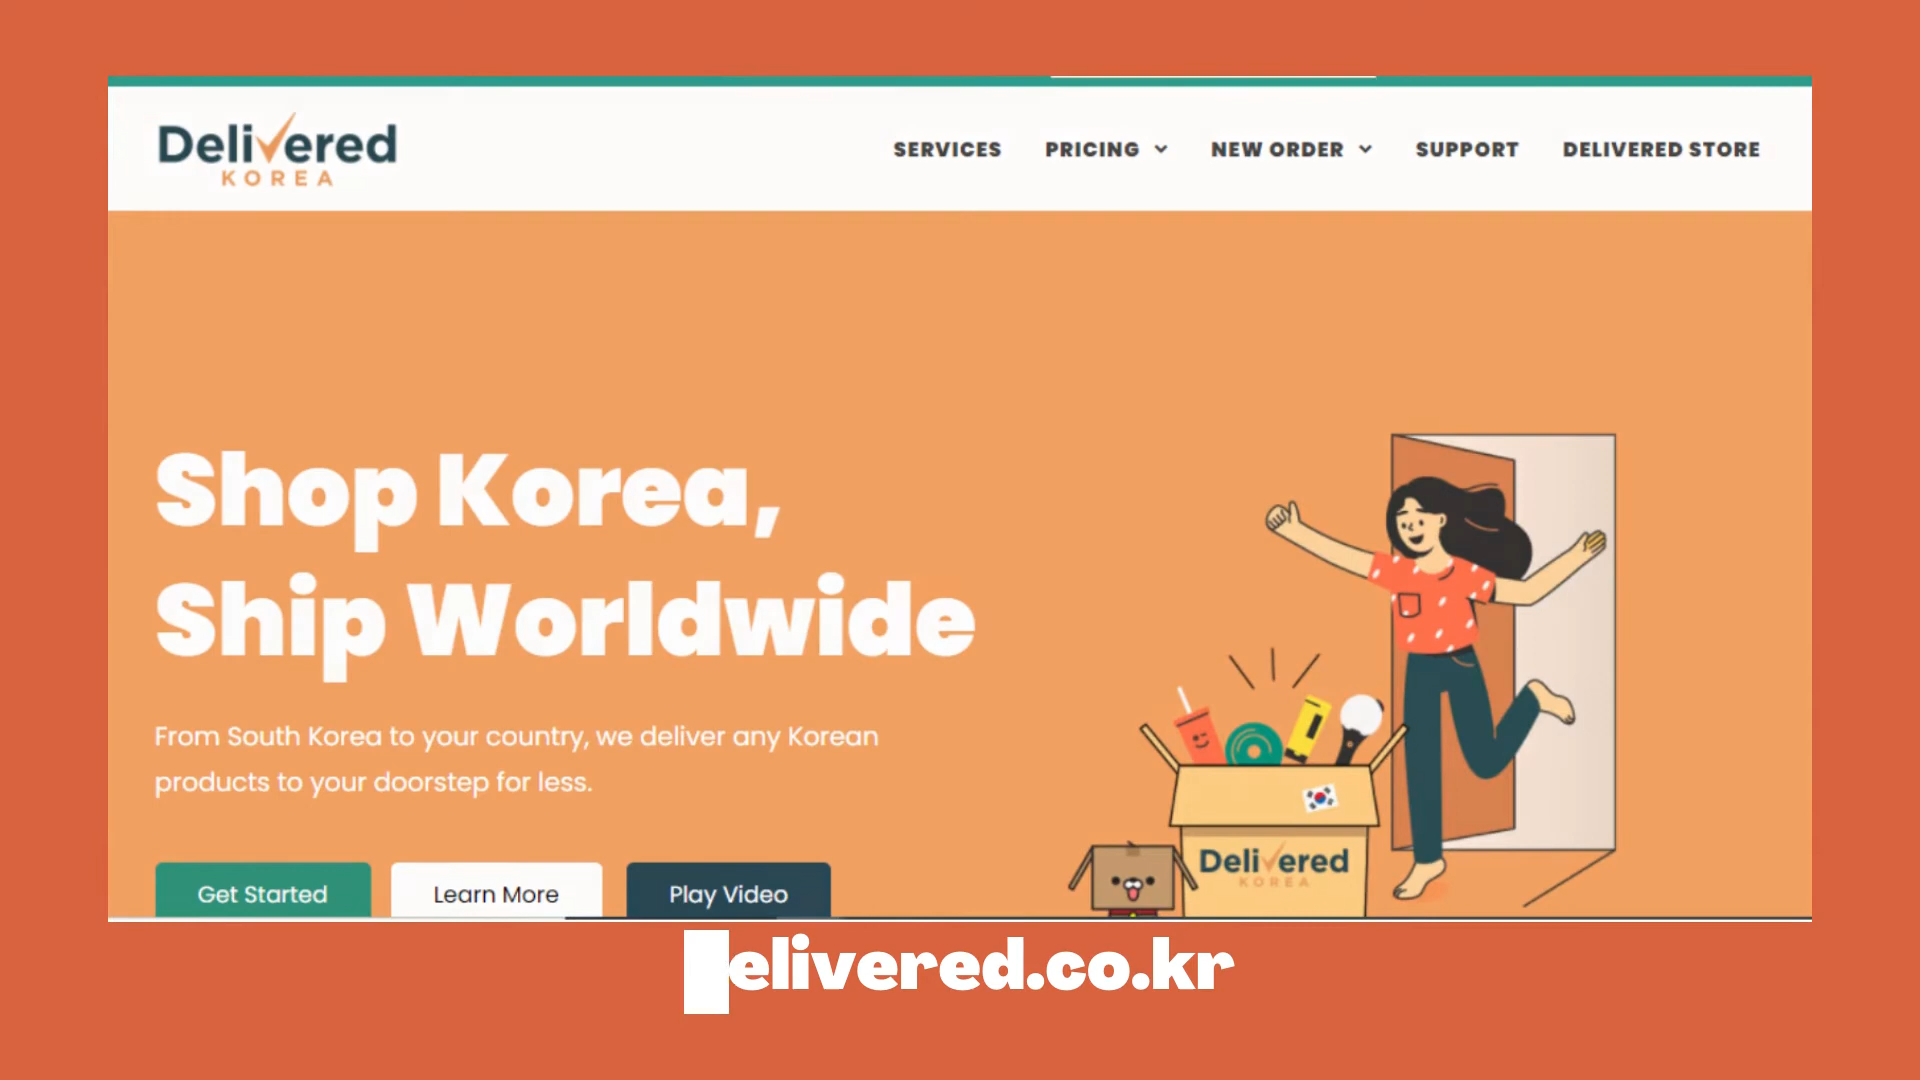 Delivered
KOREA
SERVICES PRICING NEW ORDER SUPPORT DELIVERED STORE
Shop Korea,
Ship Worldwide
From South Korea to your country, we deliver any Korean
products to your doorstep for less.
Get Started Learn More Play Video
Delivered
KOREA
elivered.co.kr